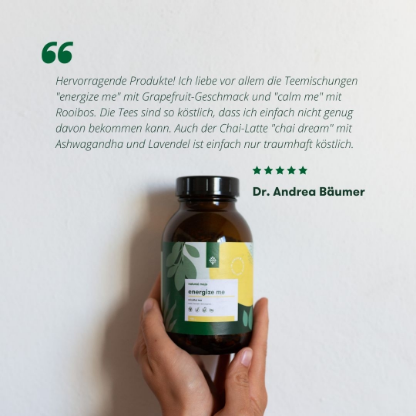 Hervorragende Produkte! Ich liebe vor allem die Teemischungen
"energize me" mit Grapefruit-Geschmack und "calm me" mit
Rooibos. Die Tees sind so köstlich, dass ich einfach nicht genug
davon bekommen kann. Auch der Chai-Latte "chai dream" mit
Ashwagandha und Lavendel ist einfach nur traumhaft köstlich.
Dr. Andrea Bäumer
energize me